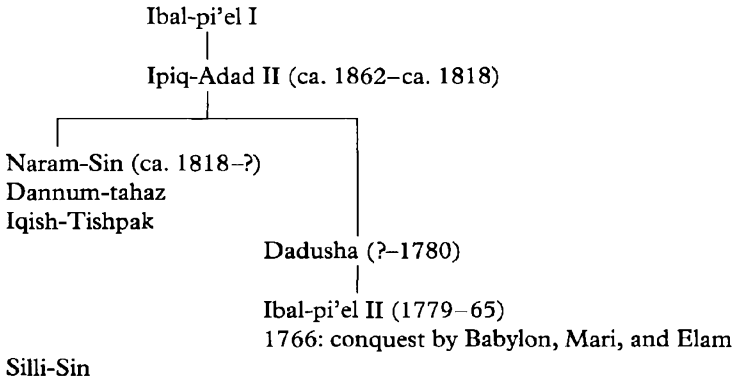 Ibal-pi’el I
Ipiq-Adad II (ca. 1862–ca. 1818)
Naram-Sin (ca. 1818–?)
Dannum-tahaz
Iqish-Tishpak
Dadusha (?–1780)
Ibal-pi’el II (1779–65)
1766: conquest by Babylon, Mari, and Elam
Silli-Sin